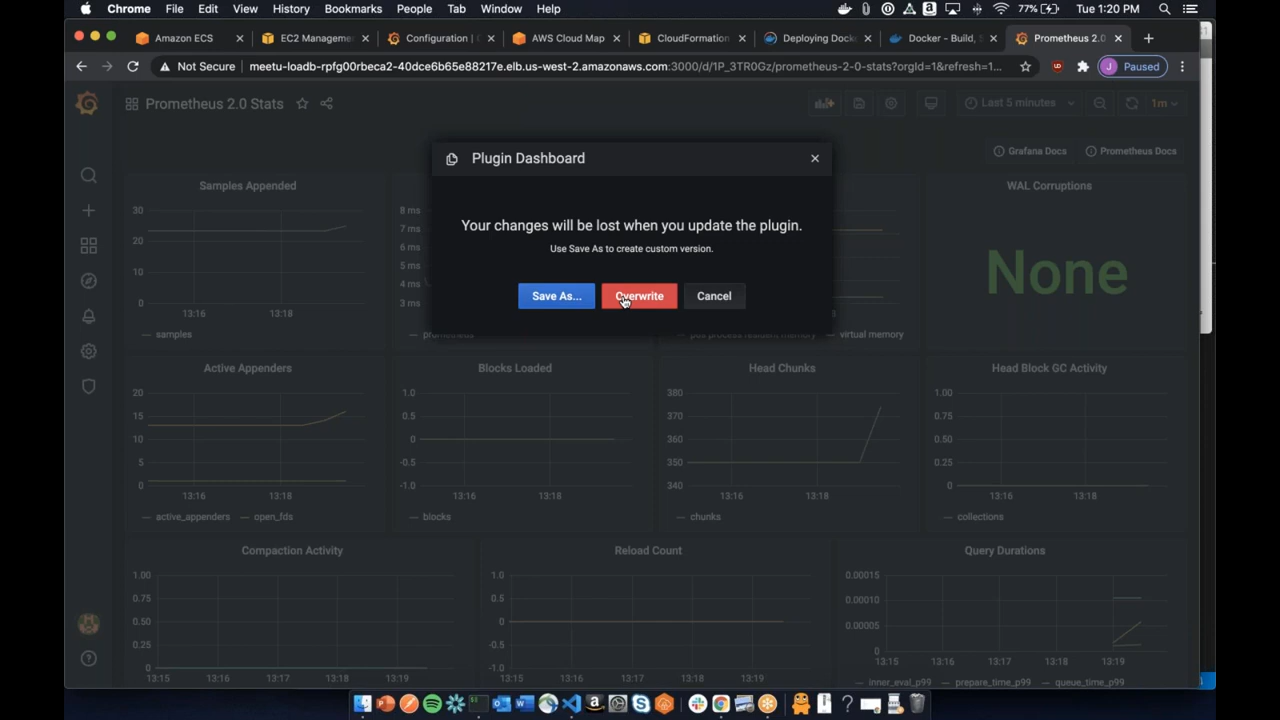 Chrome File Edit View History Bookmarks People Tab Window Help 77% Tue 1:20 PM
Amazon ECS EC2 Manageme Configuration | G AWS Cloud Map CloudFormation Deploying Docke Docker - Build, S Prometheus 2.0
Not Secure meetu-loadb-rpfg00rbeca2-40dce6b65e88217e.elb.us-west-2.amazonaws.com:3000/d/1P_3TR0Gz/prometheus-2-0-stats?orgId=1&refresh=1... Paused
Prometheus 2.0 Stats Last 5 minutes 1m
Grafana Docs Prometheus Docs
Plugin Dashboard
Your changes will be lost when you update the plugin.
Use Save As to create custom version.
Save As... Overwrite Cancel
Samples Appended
30
20
10
0
13:16 13:18
samples
8 ms
7 ms
6 ms
5 ms
4 ms
3 ms
prometheus
virtual memory
WAL Corruptions
None
Active Appenders
20
15
10
5
0
13:16 13:18
active_appenders open_fds
Blocks Loaded
1.0
0.5
0
-0.5
-1.0
13:16 13:18
blocks
Head Chunks
380
370
360
350
340
13:16 13:18
chunks
Head Block GC Activity
1.00
0.75
0.50
0.25
0
13:16 13:18
collections
Compaction Activity
1.00
0.75
0.50
0.25
0
13:15 13:16 13:17 13:18 13:19
Reload Count
1.0
0.5
0
-0.5
-1.0
13:15 13:16 13:17 13:18 13:19
Query Durations
0.00015
0.00010
0.00005
0
13:15 13:16 13:17 13:18 13:19
inner_eval_p99 prepare_time_p99 queue_time_p99